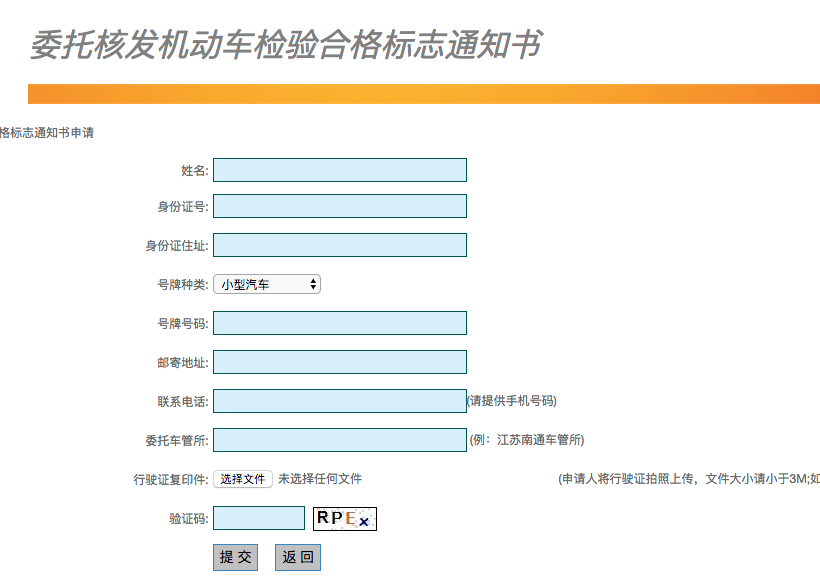 委托核发机动车检验合格标志通知书
格标志通知书申请
姓名:
身份证号:
身份证住址:
号牌种类: 小型汽车
号牌号码:
邮寄地址:
联系电话: (请提供手机号码)
委托车管所: (例：江苏南通车管所)
行驶证复印件: 选择文件 未选择任何文件 (申请人将行驶证拍照上传，文件大小请小于3M;如
验证码: RPEx
提 交 返 回